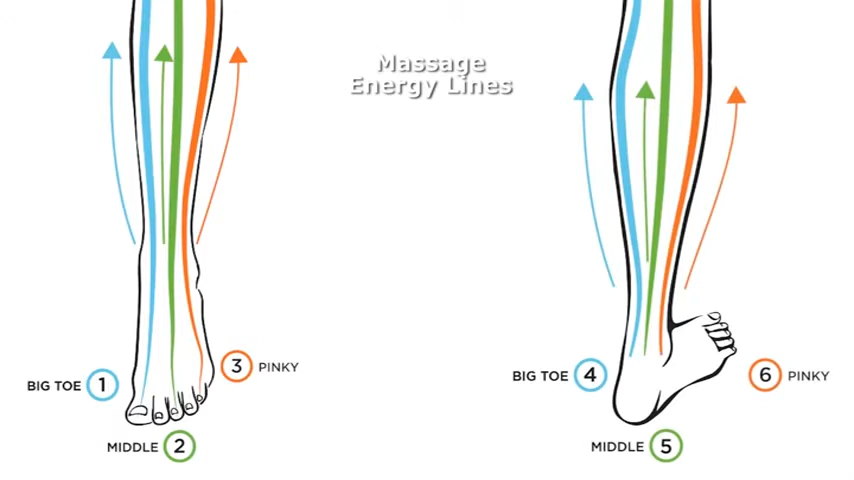 Massage
Energy Lines
BIG TOE 1
3 PINKY
MIDDLE 2
BIG TOE 4
6 PINKY
MIDDLE 5